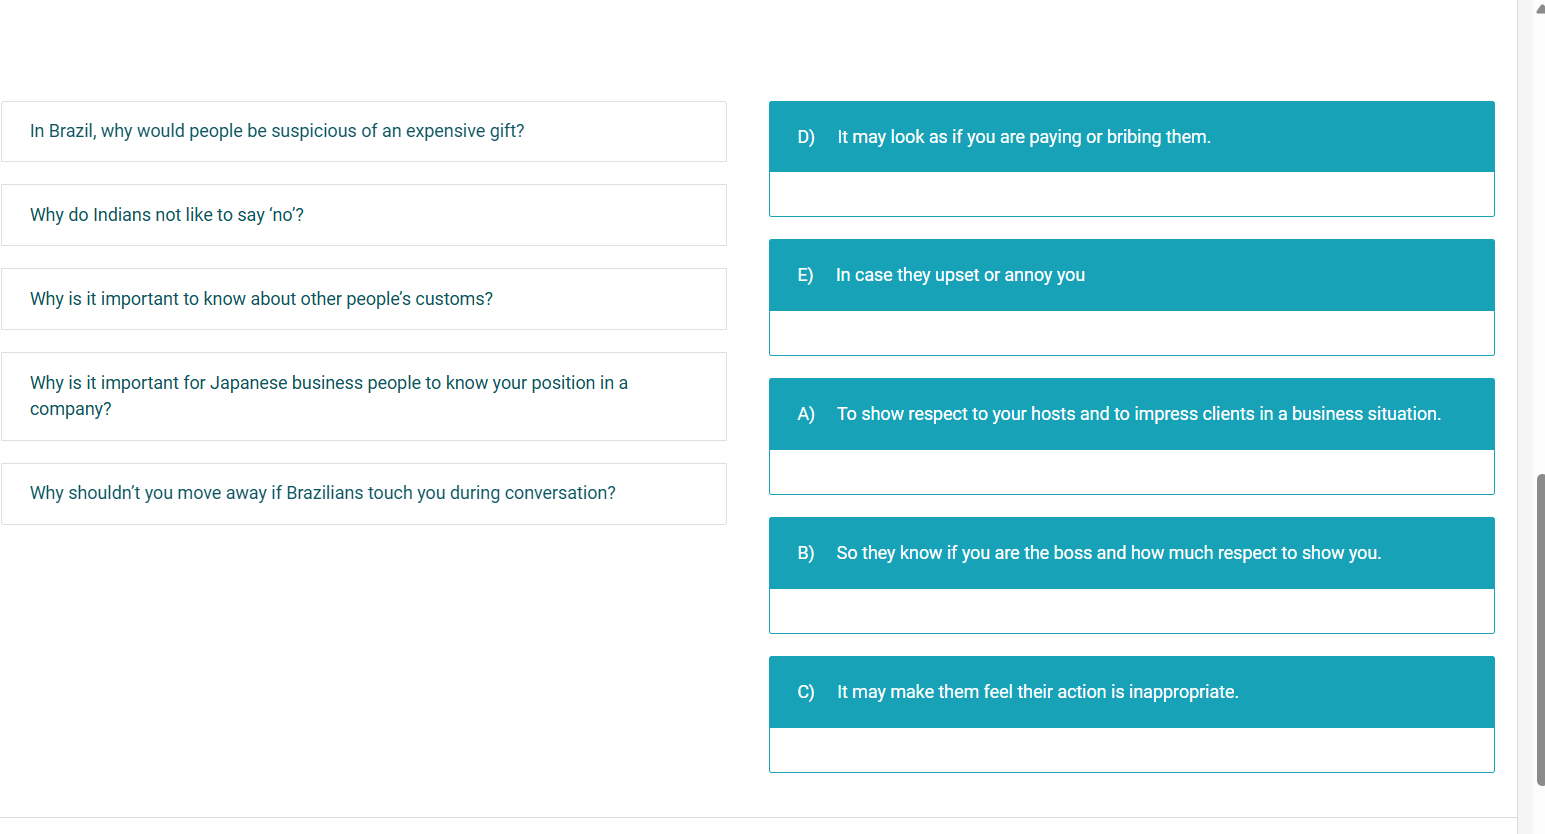 In Brazil, why would people be suspicious of an expensive gift?
Why do Indians not like to say ‘no’?
Why is it important to know about other people’s customs?
Why is it important for Japanese business people to know your position in a
company?
Why shouldn’t you move away if Brazilians touch you during conversation?
D) It may look as if you are paying or bribing them.
E) In case they upset or annoy you
A) To show respect to your hosts and to impress clients in a business situation.
B) So they know if you are the boss and how much respect to show you.
C) It may make them feel their action is inappropriate.